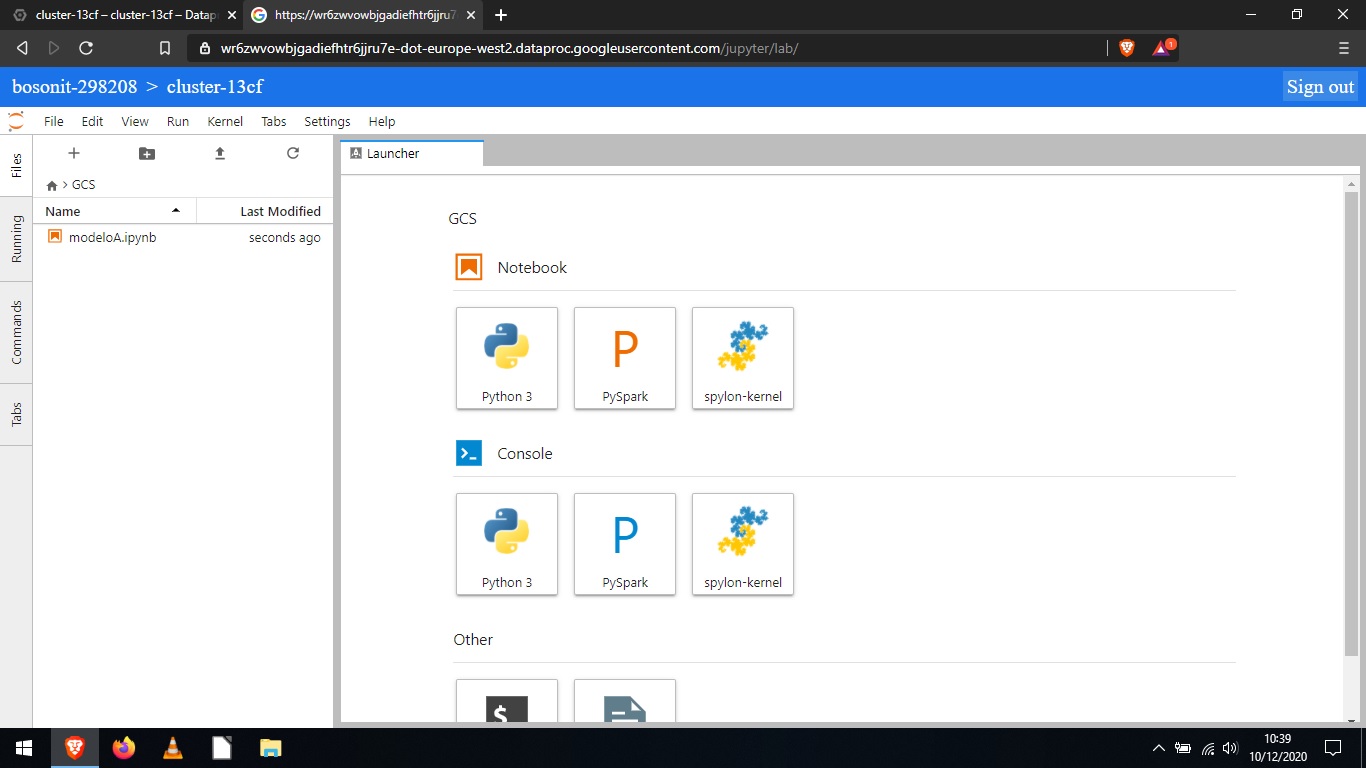 cluster-13cf – cluster-13cf – Datap
https://wr6zwvowbjgadiefhtr6jjru7
wr6zwvowbjgadiefhtr6jjru7e-dot-europe-west2.dataproc.googleusercontent.com/jupyter/lab/
1
bosonit-298208 > cluster-13cf
Sign out
File Edit View Run Kernel Tabs Settings Help
Files
Running
Commands
Tabs
> GCS
Name Last Modified
modeloA.ipynb seconds ago
Launcher
GCS
Notebook
Python 3
P
PySpark
spylon-kernel
Console
Python 3
P
PySpark
spylon-kernel
Other
$
10:39
10/12/2020